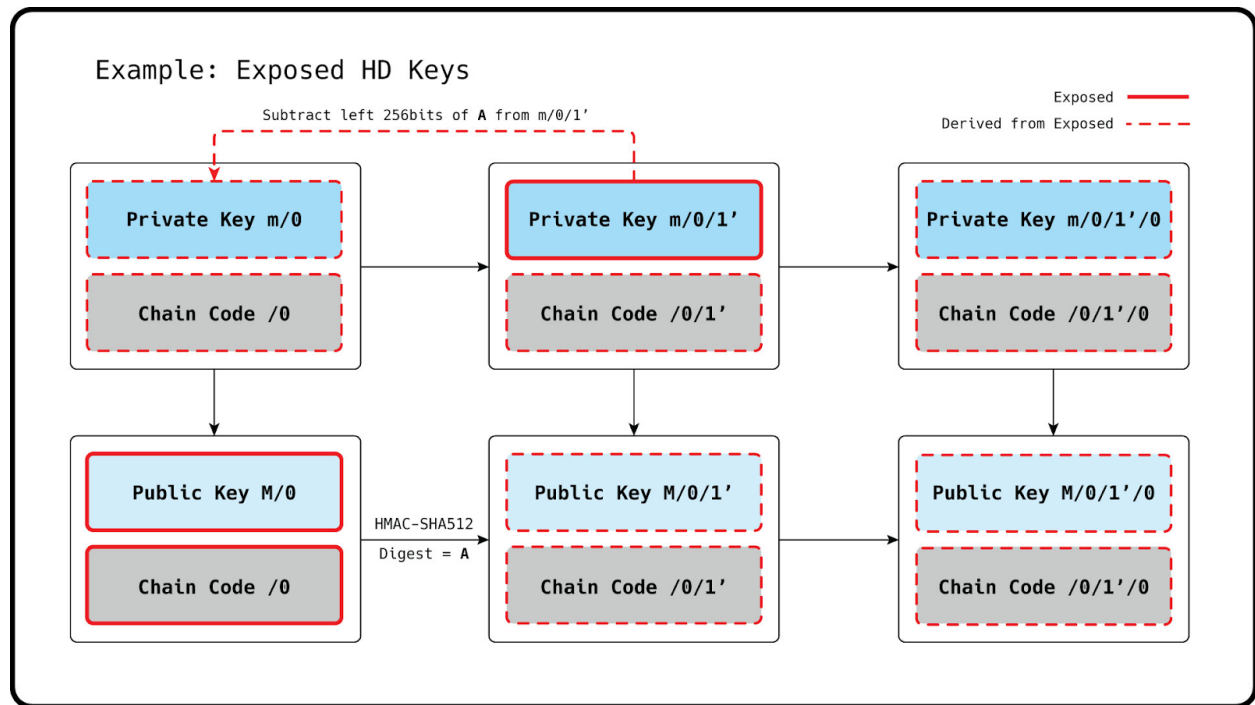 Example: Exposed HD Keys
Exposed
Derived from Exposed
Subtract left 256bits of A from m/0/1’
Private Key m/0
Chain Code /0
Private Key m/0/1’
Chain Code /0/1’
Private Key m/0/1’/0
Chain Code /0/1’/0
Public Key M/0
Chain Code /0
HMAC-SHA512
Digest = A
Public Key M/0/1’
Chain Code /0/1’
Public Key M/0/1’/0
Chain Code /0/1’/0